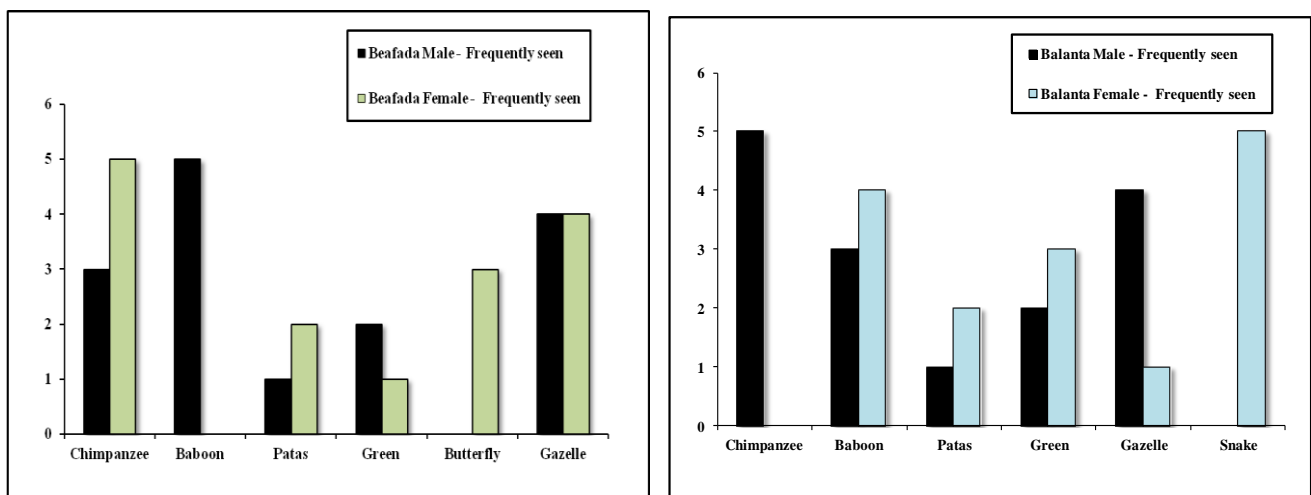 Beafada Male - Frequently seen
Beafada Female - Frequently seen
6
5
4
3
2
1
0
Chimpanzee Baboon Patas Green Butterfly Gazelle
Balanta Male - Frequently seen
Balanta Female - Frequently seen
6
5
4
3
2
1
0
Chimpanzee Baboon Patas Green Gazelle Snake